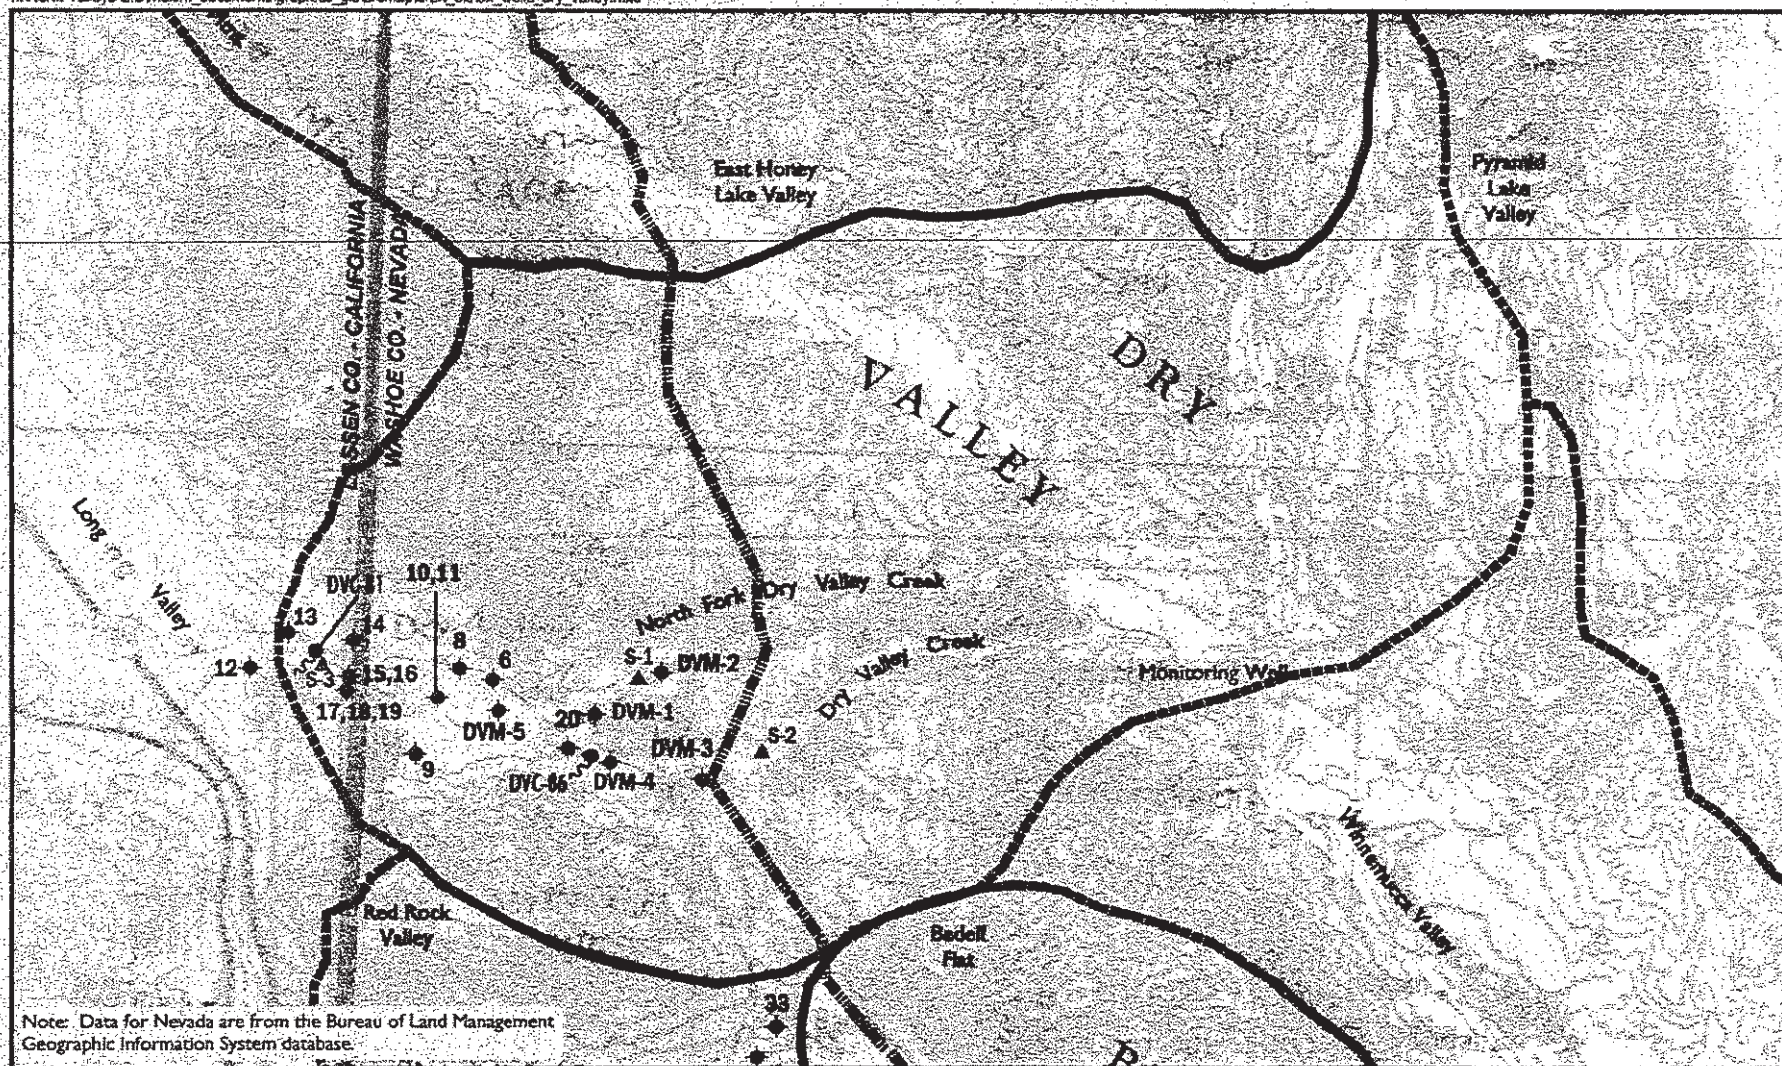 East Honey
Lake Valley
Pyramid
Lake
Valley
LASSEN CO. - CALIFORNIA
WASHOE CO. - NEVADA
DRY
VALLEY
Long
Valley
10,11
13
14
8
6
12
S-3
15,16
17,18,19
9
DVM-5
North Fork Dry Valley Creek
Dry Valley Creek
S-1
DVM-2
20
DVM-1
DVM-3
S-2
DVC-86
DVM-4
Monitoring Well
Winnemucca Valley
Red Rock
Valley
Bedell
Flat
33
Note: Data for Nevada are from the Bureau of Land Management
Geographic Information System database.